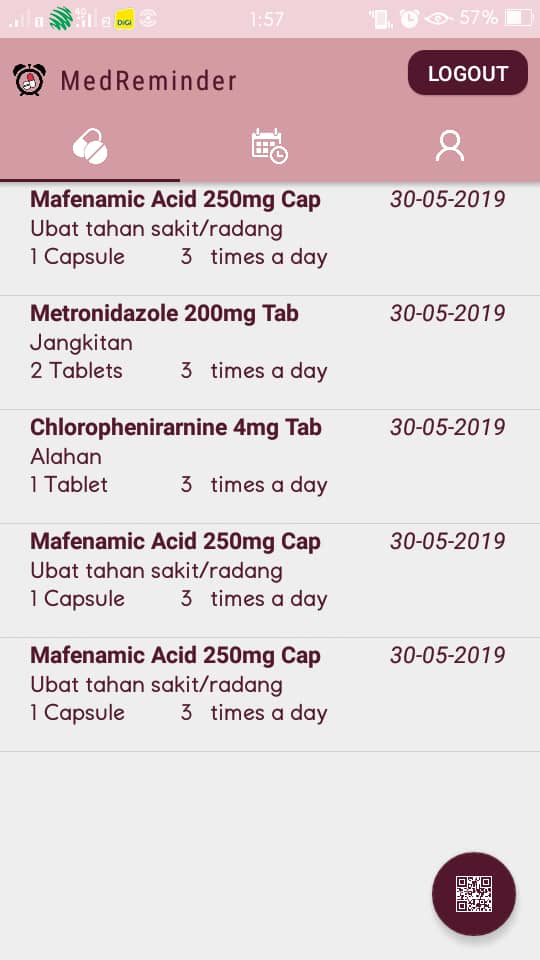 4G
2
DiGi
1:57
57%
MedReminder
LOGOUT
Mafenamic Acid 250mg Cap 30-05-2019
Ubat tahan sakit/radang
1 Capsule 3 times a day
Metronidazole 200mg Tab 30-05-2019
Jangkitan
2 Tablets 3 times a day
Chlorophenirarnine 4mg Tab 30-05-2019
Alahan
1 Tablet 3 times a day
Mafenamic Acid 250mg Cap 30-05-2019
Ubat tahan sakit/radang
1 Capsule 3 times a day
Mafenamic Acid 250mg Cap 30-05-2019
Ubat tahan sakit/radang
1 Capsule 3 times a day